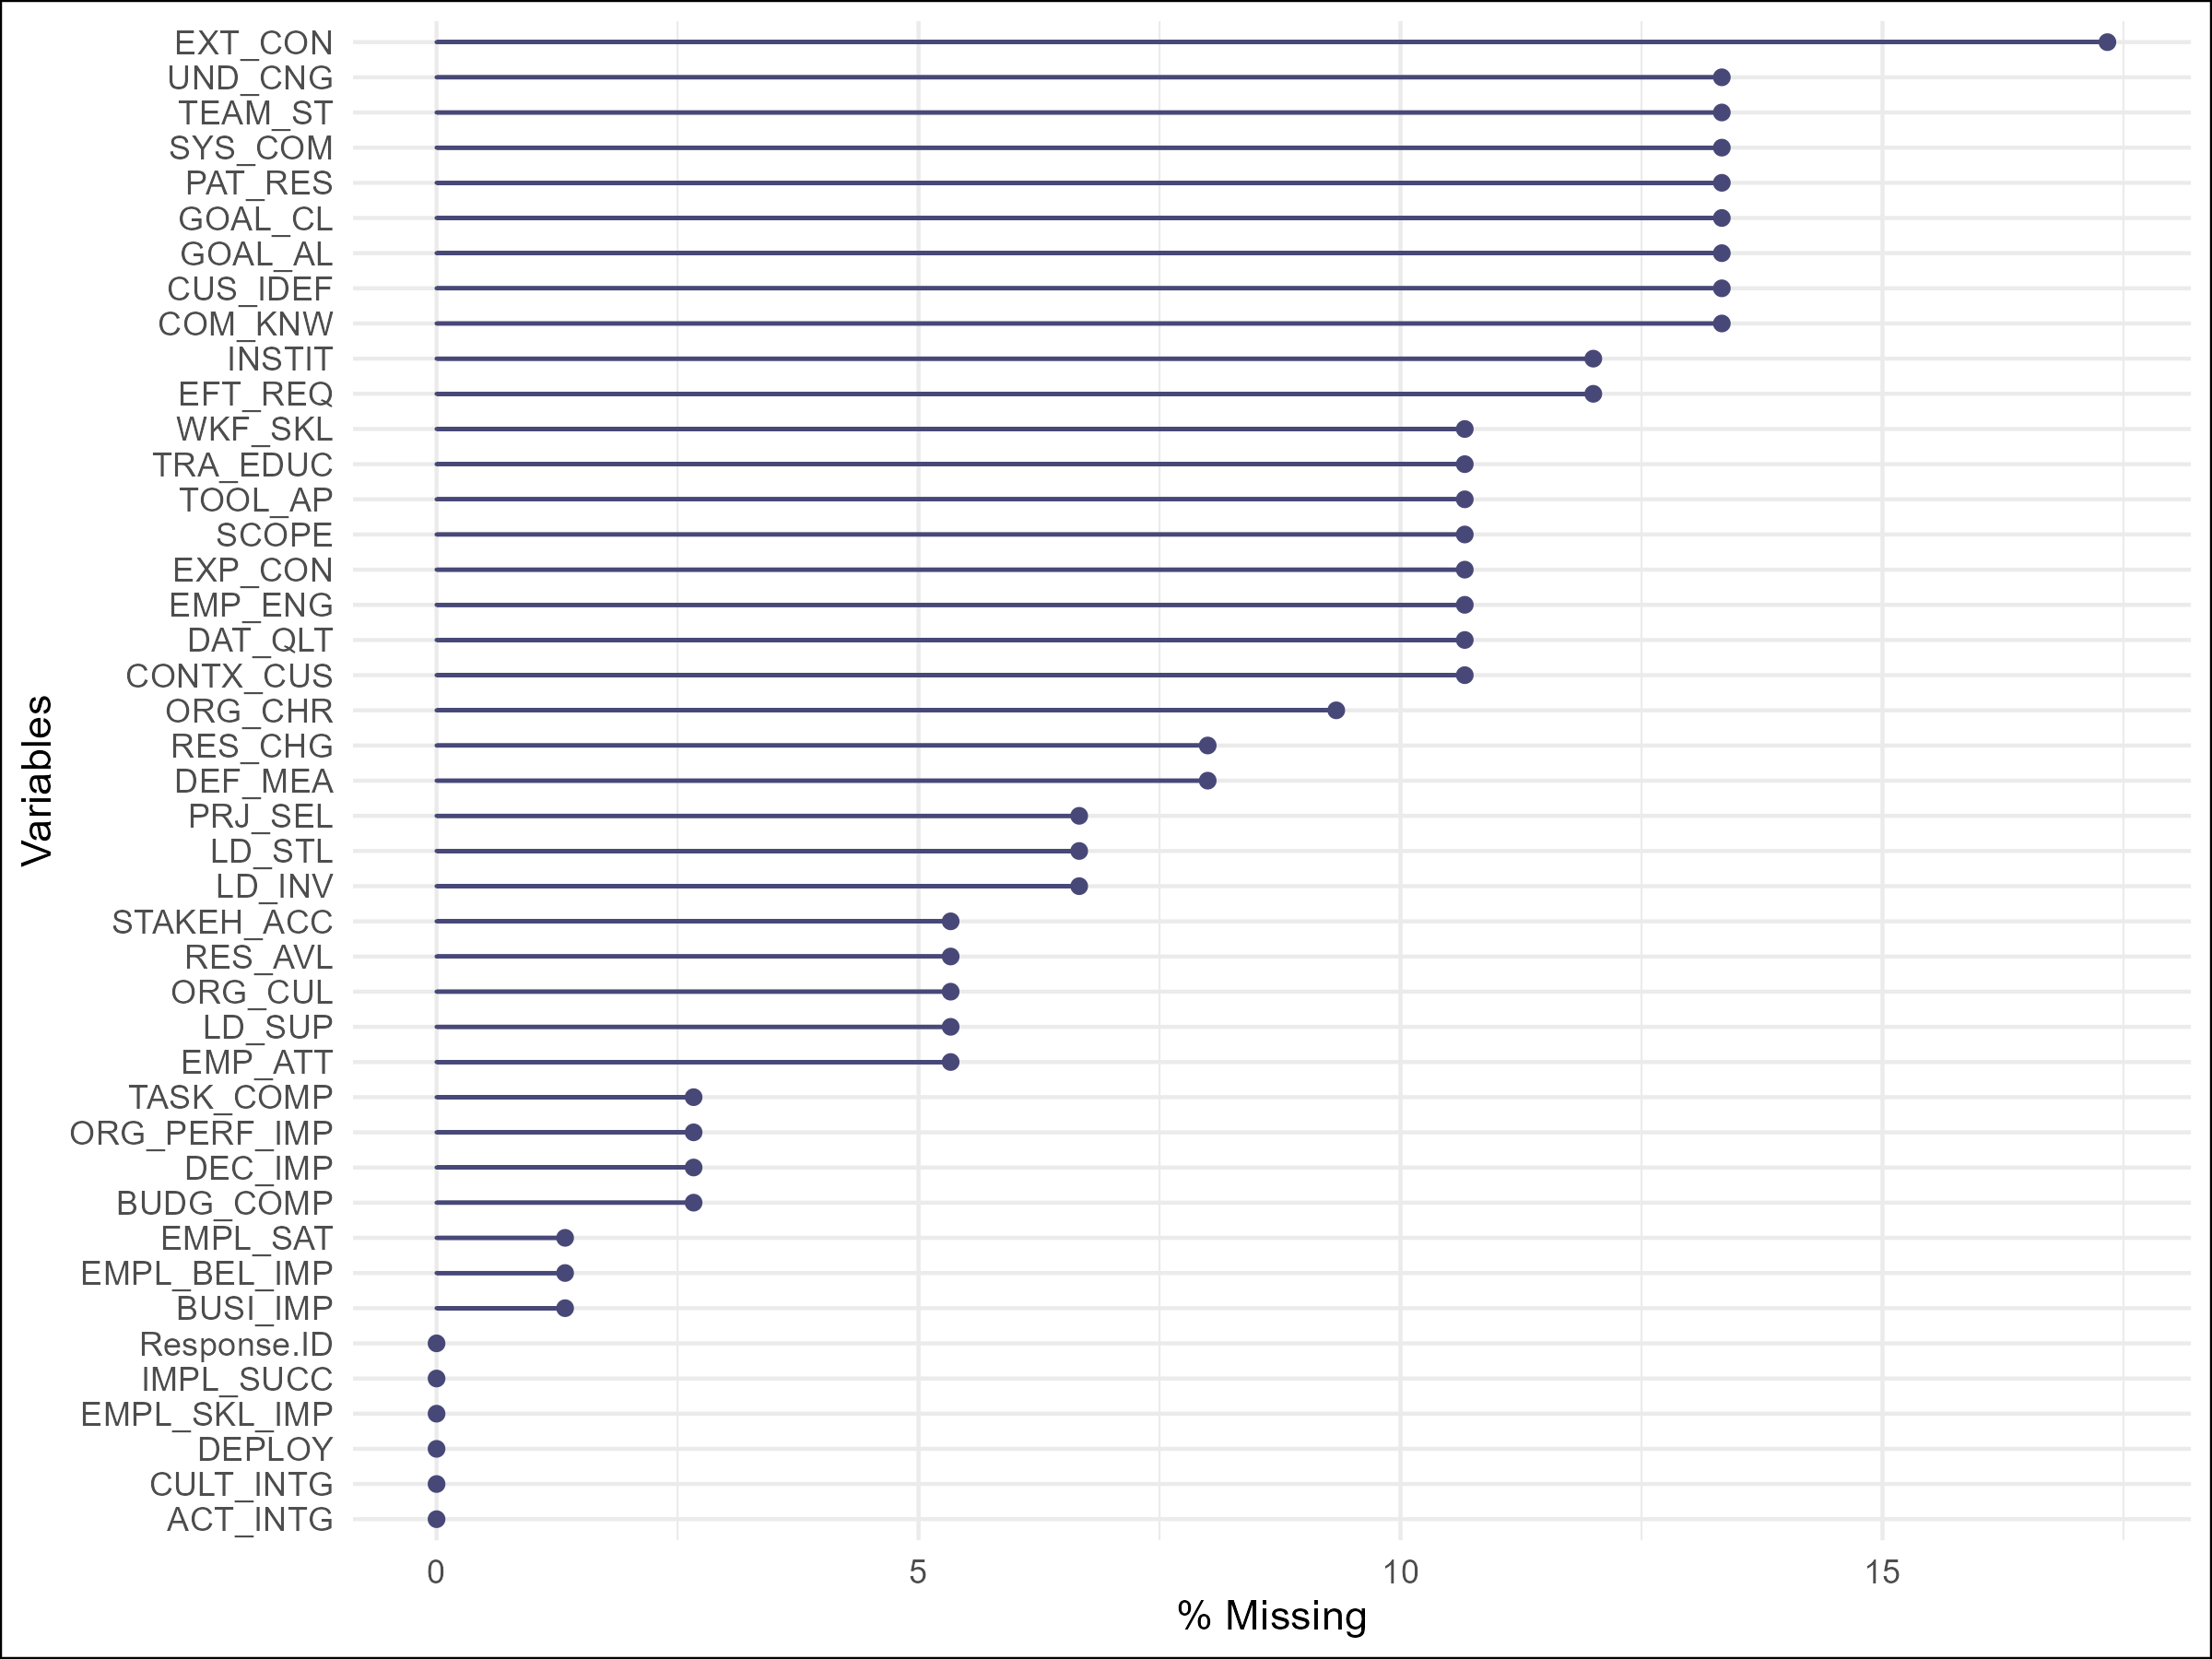 EXT_CON
UND_CNG
TEAM_ST
SYS_COM
PAT_RES
GOAL_CL
GOAL_AL
CUS_IDEF
COM_KNW
INSTIT
EFT_REQ
WKF_SKL
TRA_EDUC
TOOL_AP
SCOPE
EXP_CON
EMP_ENG
DAT_QLT
CONTX_CUS
ORG_CHR
RES_CHG
DEF_MEA
PRJ_SEL
LD_STL
LD_INV
STAKEH_ACC
RES_AVL
ORG_CUL
LD_SUP
EMP_ATT
TASK_COMP
ORG_PERF_IMP
DEC_IMP
BUDG_COMP
EMPL_SAT
EMPL_BEL_IMP
BUSI_IMP
Response.ID
IMPL_SUCC
EMPL_SKL_IMP
DEPLOY
CULT_INTG
ACT_INTG
Variables
0 5 10 15
% Missing